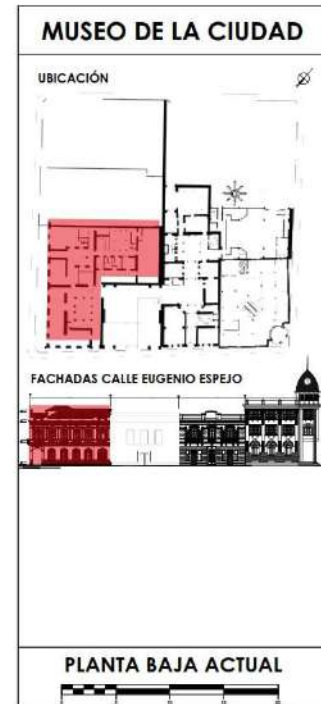 MUSEO DE LA CIUDAD
UBICACIÓN
FACHADAS CALLE EUGENIO ESPEJO
PLANTA BAJA ACTUAL